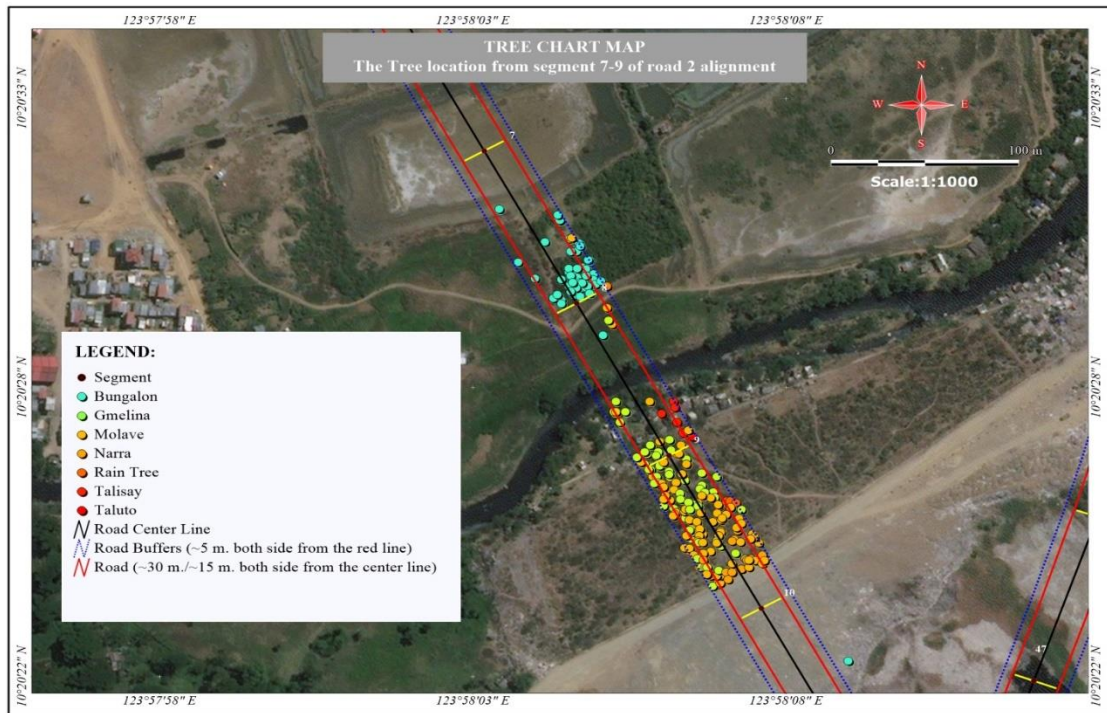 123°57'58" E 123°58'03" E 123°58'08" E
TREE CHART MAP
The Tree location from segment 7-9 of road 2 alignment
10°20'33" N
10°20'33" N
N
W E
S
0 100 m
Scale:1:1000
7
8
LEGEND:
Segment
Bungalon
Gmelina
Molave
Narra
Rain Tree
Talisay
Taluto
Road Center Line
Road Buffers (~5 m. both side from the red line)
Road (~30 m./~15 m. both side from the center line)
10°20'28" N
10°20'28" N
9
10
47
10°20'22" N
10°20'22" N
123°57'58" E 123°58'03" E 123°58'08" E